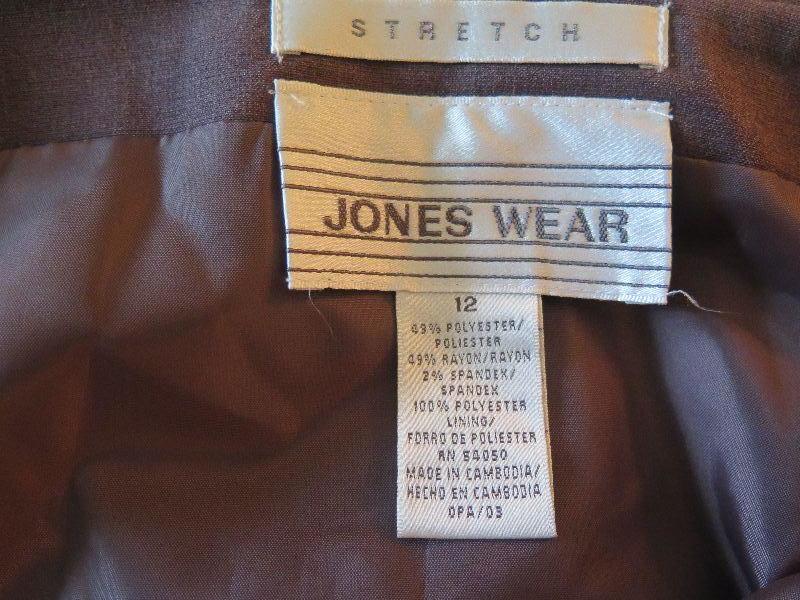 STRETCH
JONES WEAR
12
49% POLYESTER/
POLIESTER
49% RAYON/RAYON
2% SPANDEX/
SPANDEX
100% POLYESTER
LINING/
FORRO DE POLIESTER
RN 54050
MADE IN CAMBODIA/
HECHO EN CAMBODIA
OPA/03